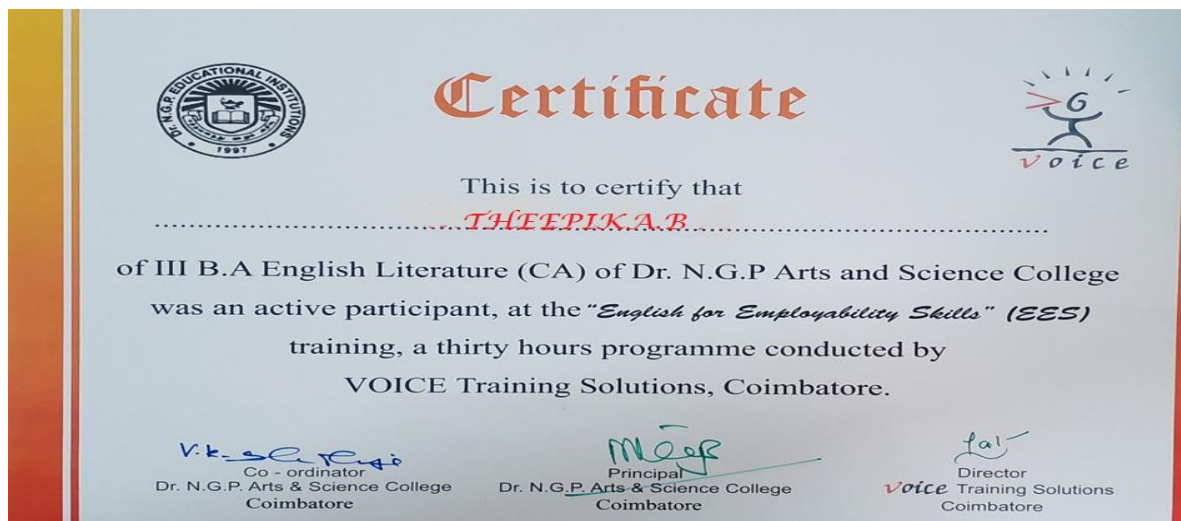 Dr. N.G.P. EDUCATIONAL INSTITUTIONS
1997
Certificate
voice
This is to certify that
THEEPIKA.B
of III B.A English Literature (CA) of Dr. N.G.P Arts and Science College
was an active participant, at the "English for Employability Skills" (EES)
training, a thirty hours programme conducted by
VOICE Training Solutions, Coimbatore.
Co - ordinator
Dr. N.G.P. Arts & Science College
Coimbatore
Principal
Dr. N.G.P. Arts & Science College
Coimbatore
Director
voice Training Solutions
Coimbatore